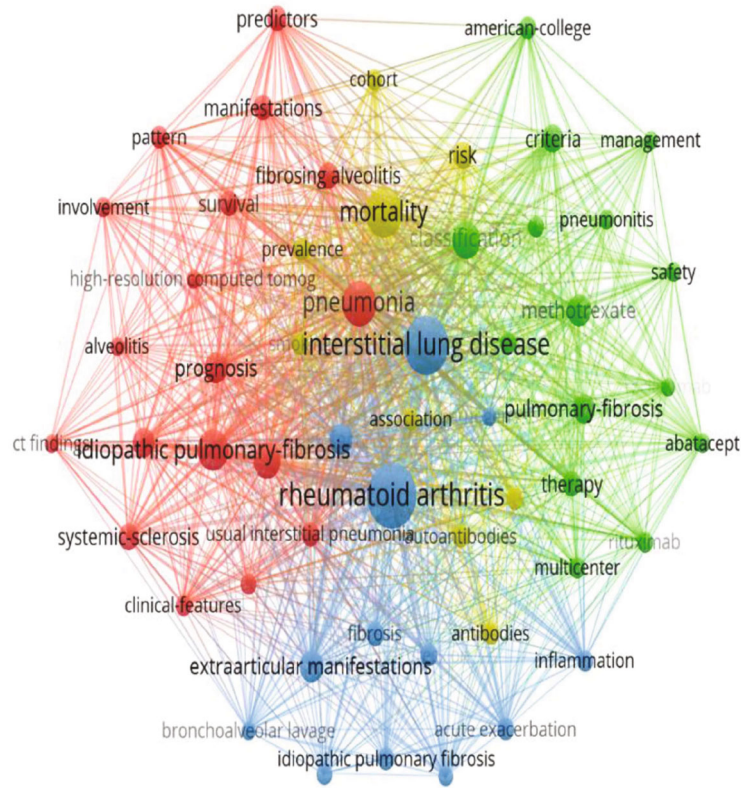 predictors
american-college
cohort
manifestations
pattern
criteria
management
risk
fibrosing alveolitis
involvement
survival
mortality
pneumonitis
classification
prevalence
high-resolution computed tomog
safety
pneumonia
methotrexate
alveolitis
interstitial lung disease
prognosis
association
pulmonary-fibrosis
ct findings
idiopathic pulmonary-fibrosis
abatacept
rheumatoid arthritis
therapy
systemic-sclerosis
usual interstitial pneumonia
autoantibodies
rituximab
multicenter
clinical-features
fibrosis
antibodies
extraarticular manifestations
inflammation
bronchoalveolar lavage
acute exacerbation
idiopathic pulmonary fibrosis